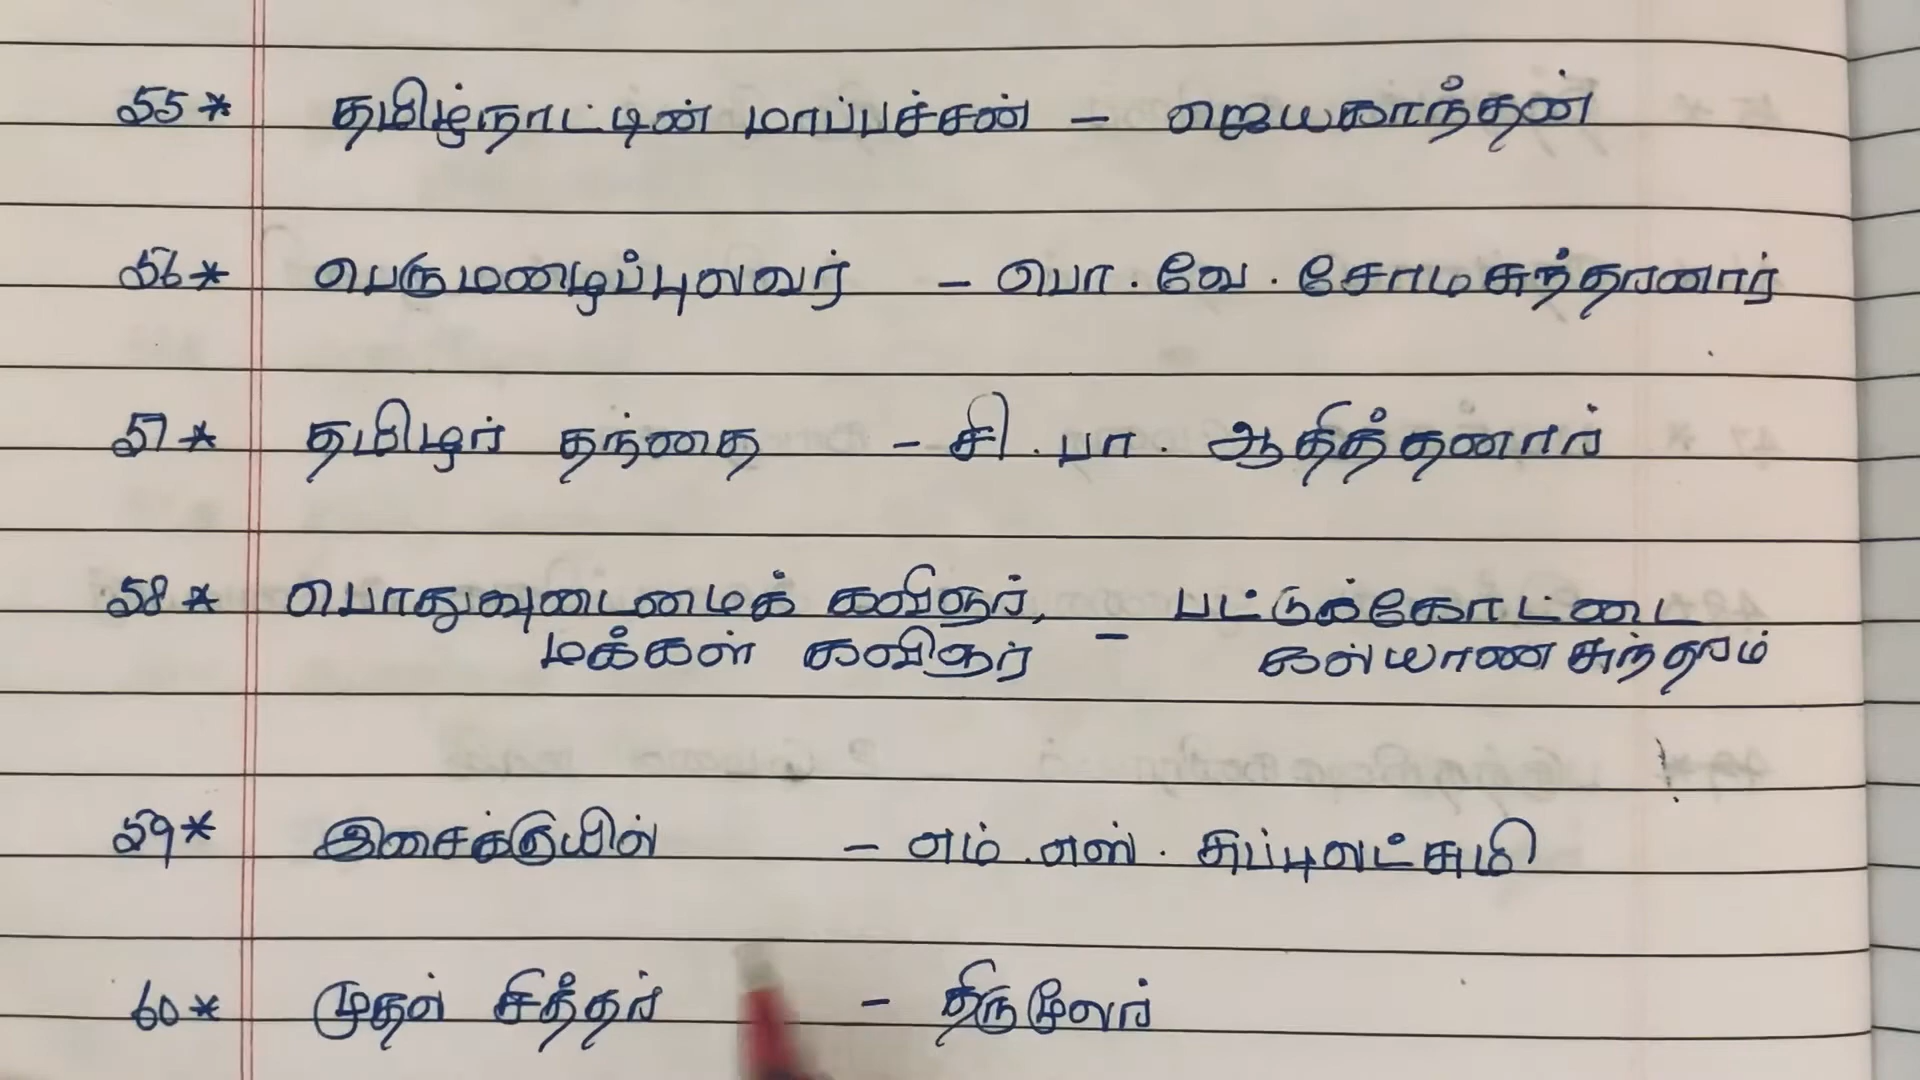 55* தமிழ்நாட்டின் மாப்பச்சன் - ஜெயகாந்தன்
56* பெருமழைப்புலவர் - பொ.வே.சோமசுந்தரனார்
57* தமிழர் தந்தை - சி.பா.ஆதித்தனார்
58* பொதுவுடைமைக் கவிஞர், - பட்டுக்கோட்டை
மக்கள் கவிஞர் கல்யாணசுந்தரம்
59* இசைக்குயில் - எம்.எஸ்.சுப்புலட்சுமி
60* முதல் சித்தர் - திருமூலர்